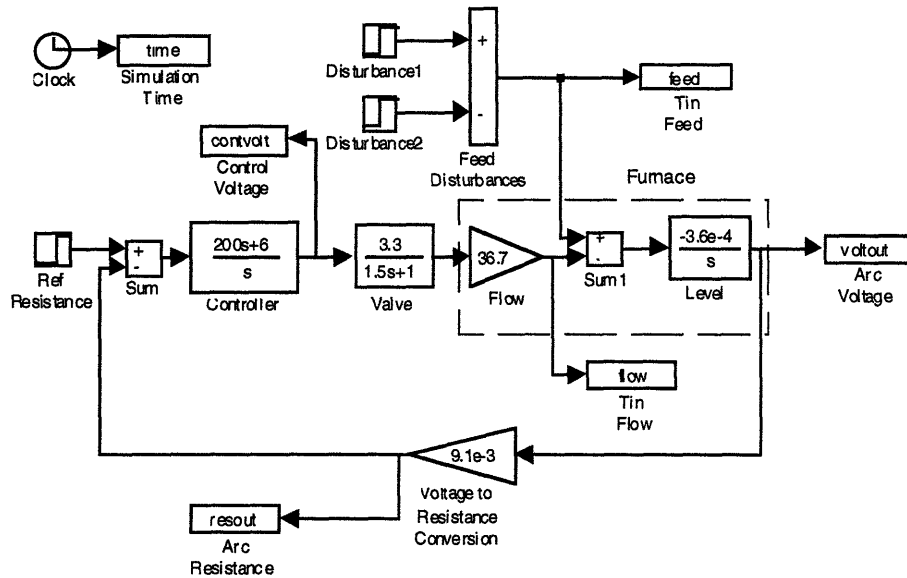 time
Clock
Simulation
Time
Disturbance1
Disturbance2
+
-
Feed
Disturbances
feed
Tin
Feed
contvolt
Control
Voltage
Furnace
Ref
Resistance
+
-
Sum
200s+6
s
Controller
3.3
1.5s+1
Valve
36.7
Flow
+
-
Sum1
-3.6e-4
s
Level
voltout
Arc
Voltage
flow
Tin
Flow
9.1e-3
Voltage to
Resistance
Conversion
resout
Arc
Resistance